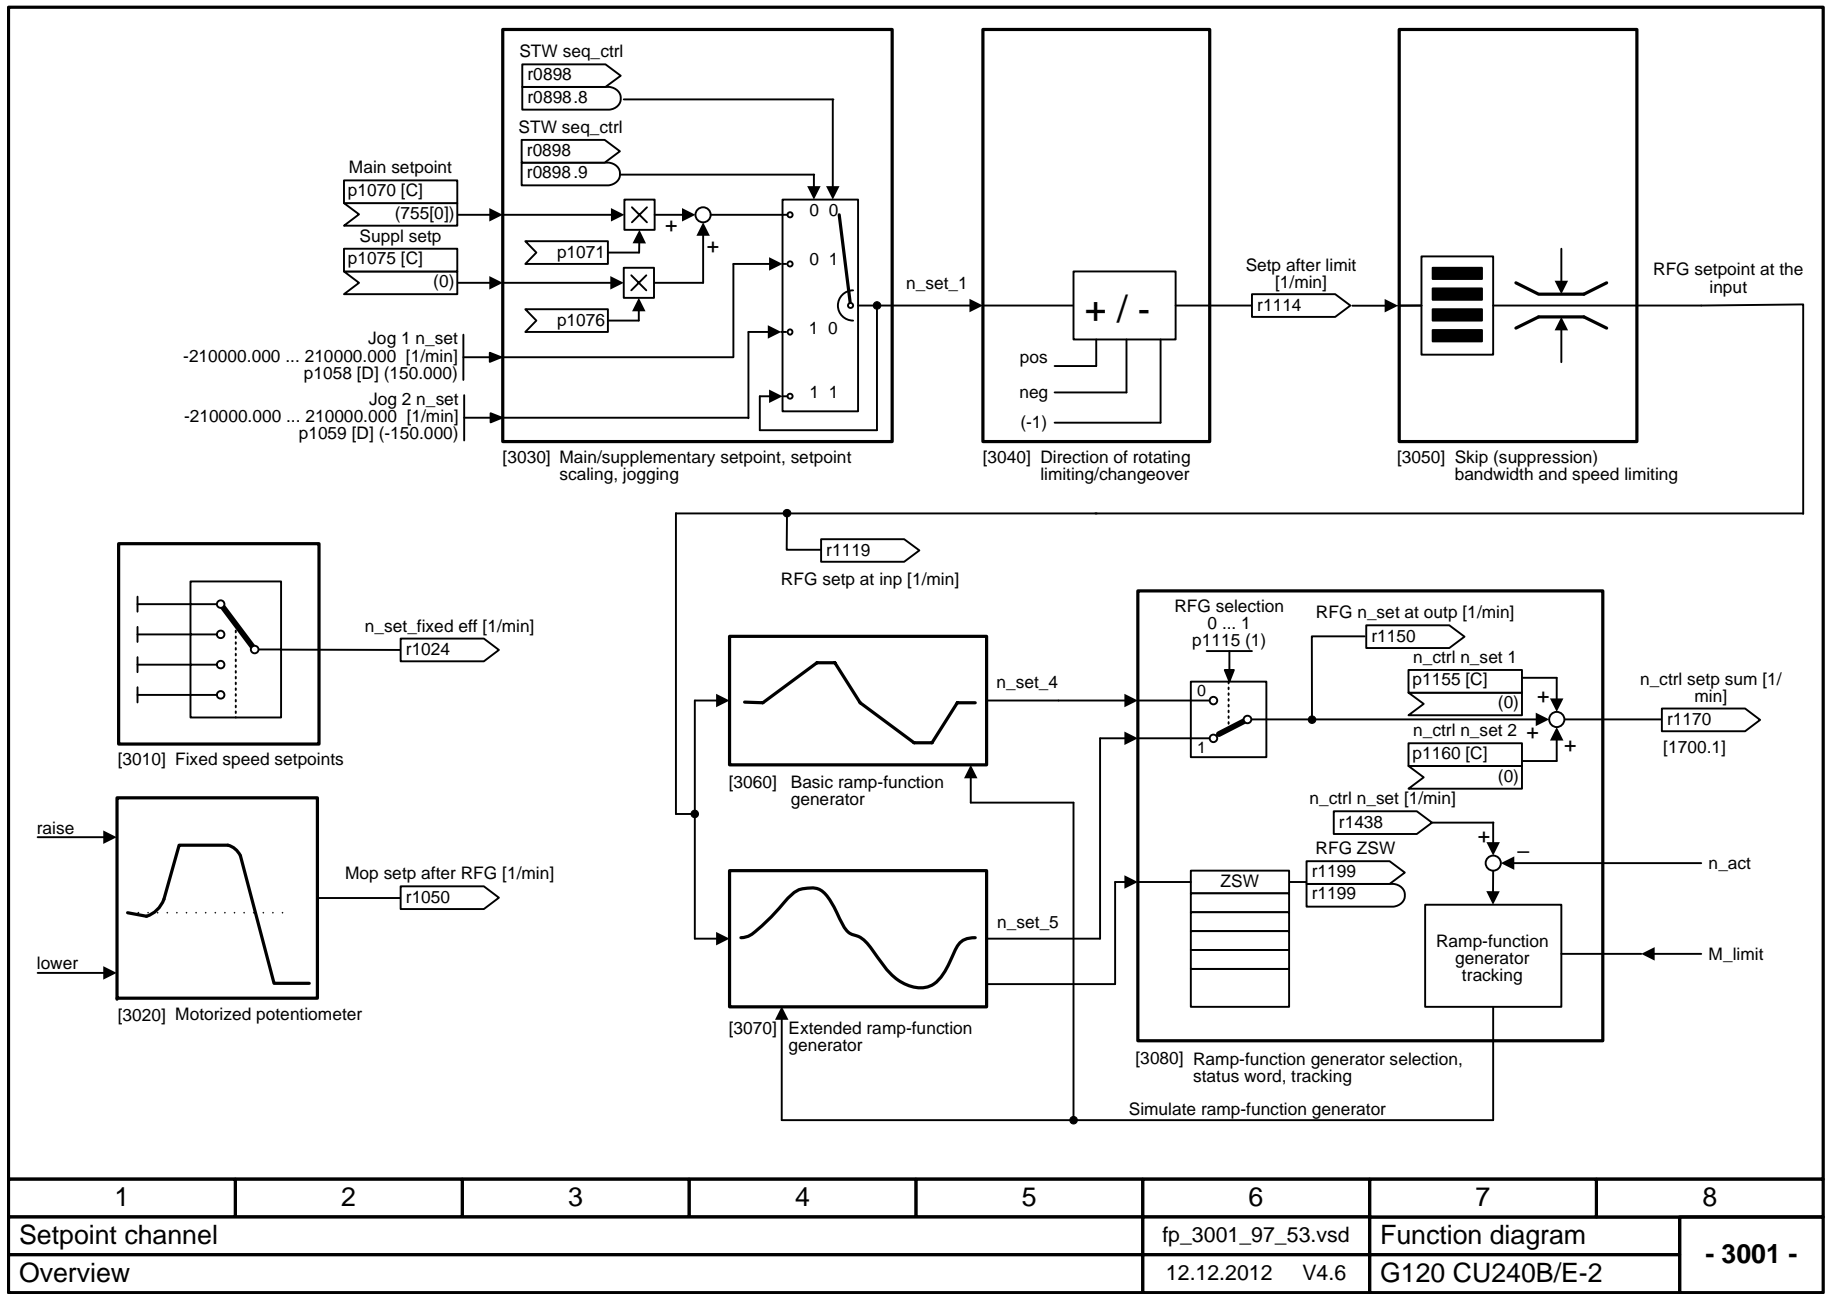 STW seq_ctrl
r0898
r0898.8
STW seq_ctrl
r0898
r0898.9
Main setpoint
p1070 [C]
(755[0])
Suppl setp
p1075 [C]
(0)
p1071
p1076
+
+
0 0
0 1
1 0
1 1
Jog 1 n_set
-210000.000 ... 210000.000 [1/min]
p1058 [D] (150.000)
Jog 2 n_set
-210000.000 ... 210000.000 [1/min]
p1059 [D] (-150.000)
[3030] Main/supplementary setpoint, setpoint
scaling, jogging
n_set_1
+ / -
pos
neg
(-1)
[3040] Direction of rotating
limiting/changeover
Setp after limit
[1/min]
r1114
[3050] Skip (suppression)
bandwidth and speed limiting
RFG setpoint at the
input
r1119
RFG setp at inp [1/min]
n_set_fixed eff [1/min]
r1024
[3010] Fixed speed setpoints
raise
lower
Mop setp after RFG [1/min]
r1050
[3020] Motorized potentiometer
n_set_4
[3060] Basic ramp-function
generator
n_set_5
[3070] Extended ramp-function
generator
RFG selection
0 ... 1
p1115 (1)
0
1
RFG n_set at outp [1/min]
r1150
n_ctrl n_set 1
p1155 [C]
(0)
+
n_ctrl n_set 2
+
+
p1160 [C]
(0)
n_ctrl setp sum [1/
min]
r1170
[1700.1]
n_ctrl n_set [1/min]
r1438
+
–
n_act
RFG ZSW
r1199
r1199
ZSW
Ramp-function
generator
tracking
M_limit
[3080] Ramp-function generator selection,
status word, tracking
Simulate ramp-function generator
1 2 3 4 5 6 7 8
Setpoint channel
fp_3001_97_53.vsd
Function diagram
- 3001 -
Overview
12.12.2012 V4.6
G120 CU240B/E-2